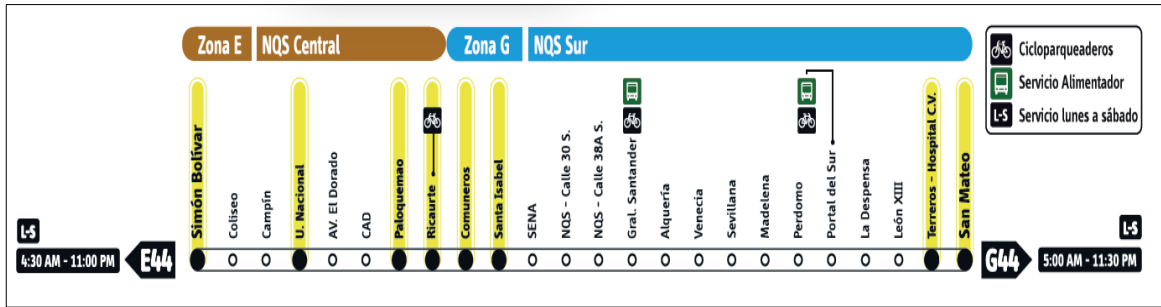 Zona E NQS Central Zona G NQS Sur
Cicloparqueaderos
Servicio Alimentador
L-S Servicio lunes a sábado
Simón Bolívar
Coliseo
Campín
U. Nacional
AV. El Dorado
CAD
Paloquemao
Ricaurte
Comuneros
Santa Isabel
SENA
NQS - Calle 30 S.
NQS - Calle 38A S.
Gral. Santander
Alquería
Venecia
Sevillana
Madelena
Perdomo
Portal del Sur
La Despensa
León XIII
Terreros - Hospital C.V.
San Mateo
L-S
4:30 AM - 11:00 PM E44
L-S
G44 5:00 AM - 11:30 PM